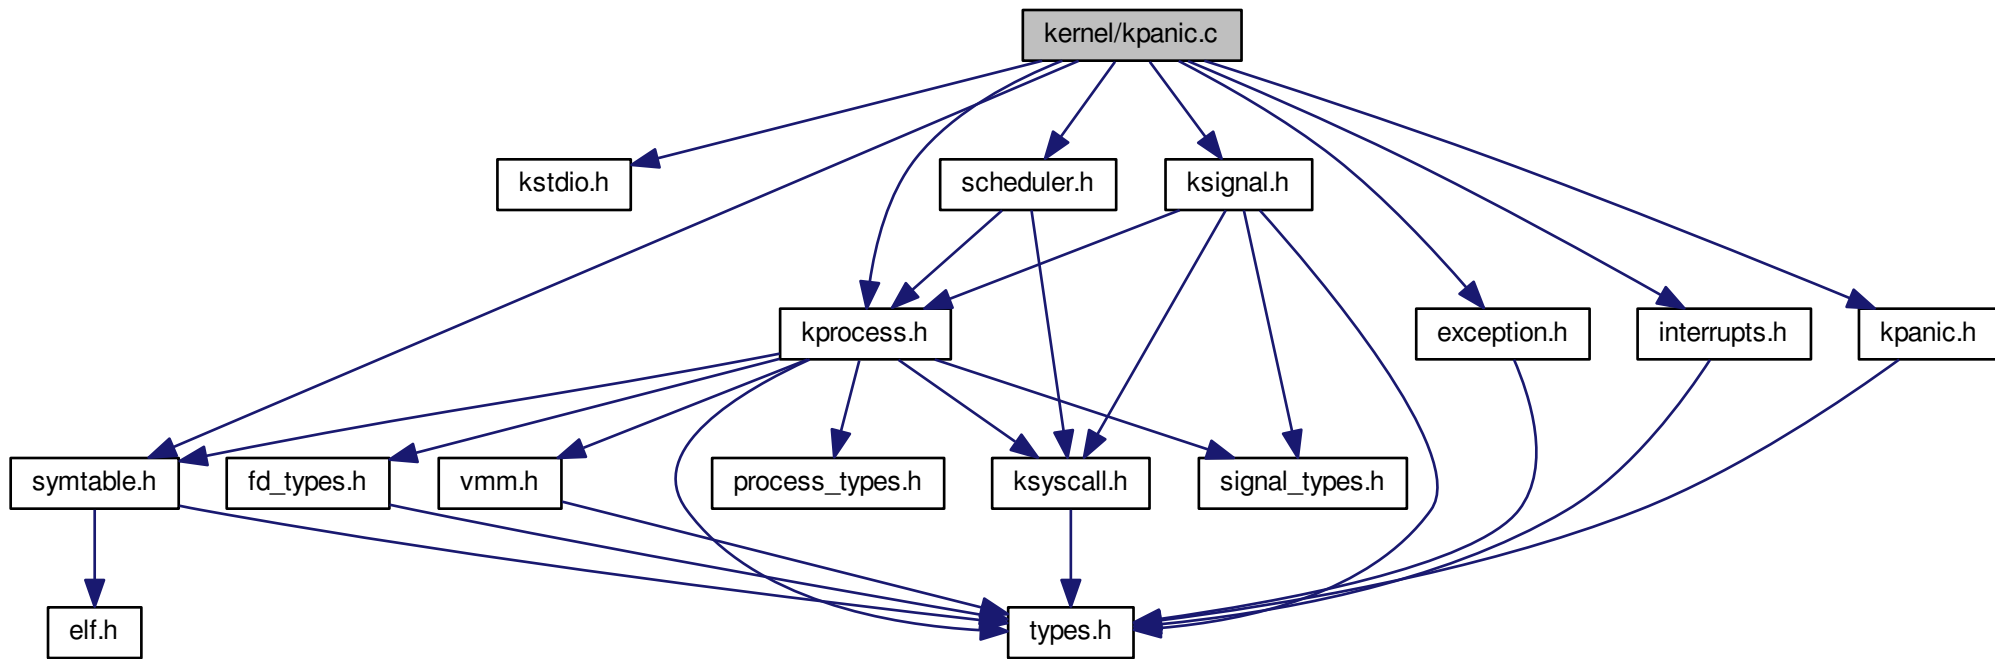 kernel/kpanic.c
kstdio.h
scheduler.h
ksignal.h
kprocess.h
exception.h
interrupts.h
kpanic.h
symtable.h
fd_types.h
vmm.h
process_types.h
ksyscall.h
signal_types.h
elf.h
types.h